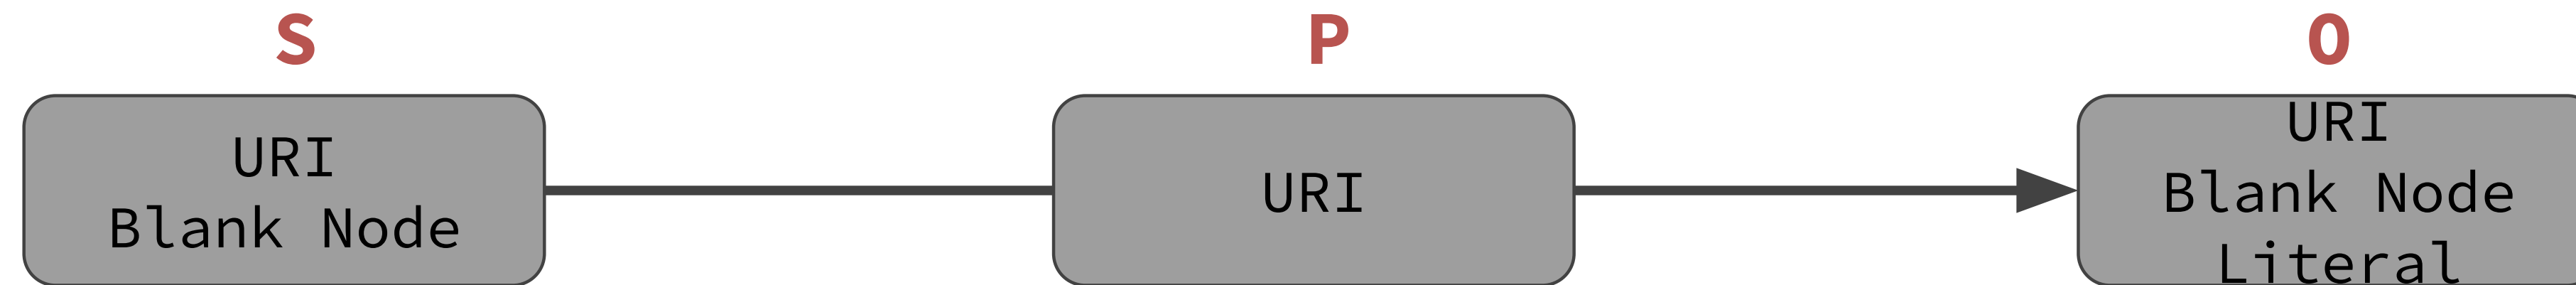 S
P
O
URI
Blank Node
URI
URI
Blank Node
Literal